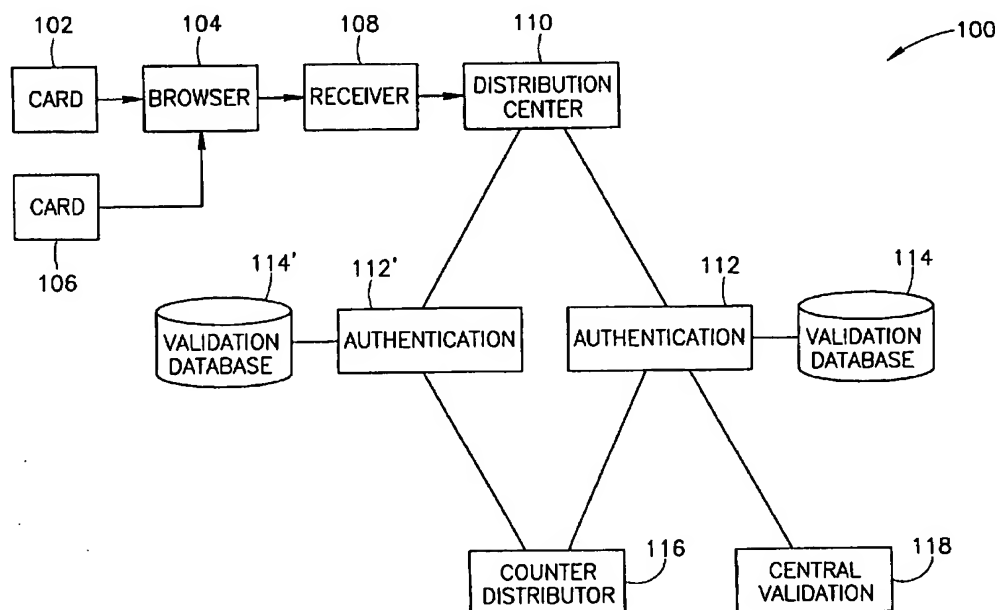 102
104
108
110
100
CARD
BROWSER
RECEIVER
DISTRIBUTION
CENTER
CARD
106
114'
112'
112
114
VALIDATION
DATABASE
AUTHENTICATION
AUTHENTICATION
VALIDATION
DATABASE
COUNTER
DISTRIBUTOR
116
CENTRAL
VALIDATION
118